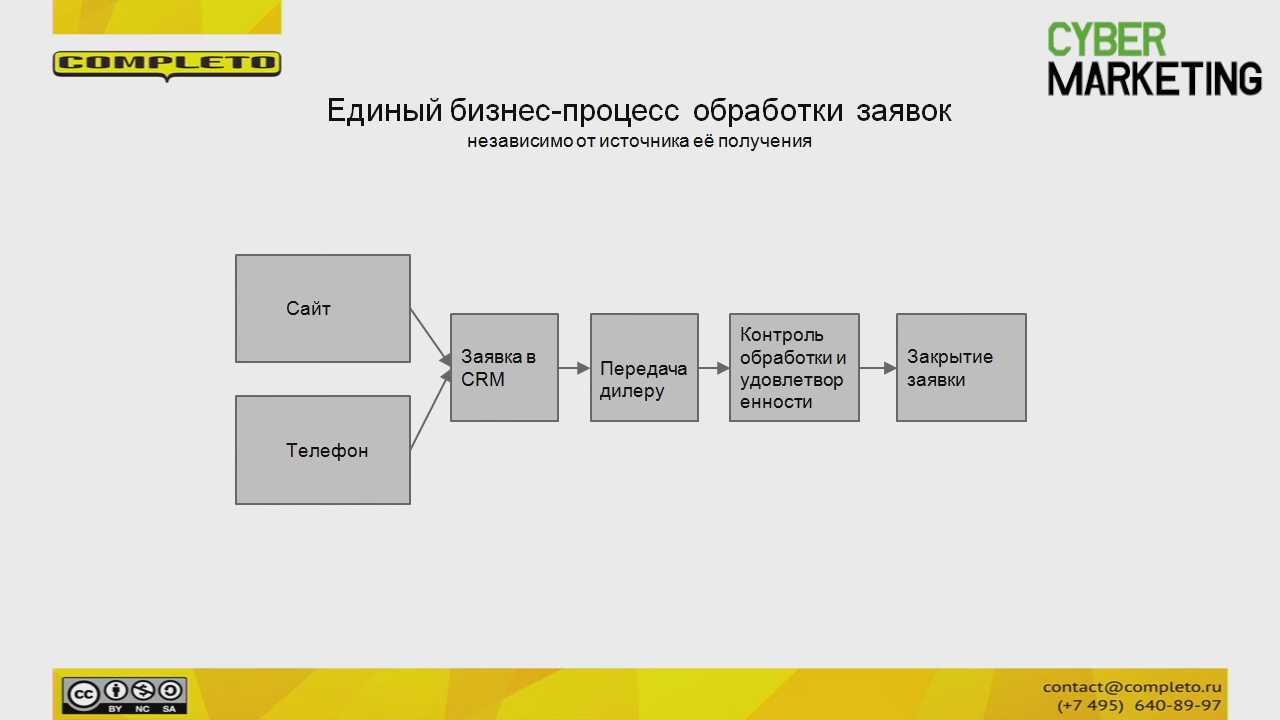 COMPLETO
CYBER
MARKETING
Единый бизнес-процесс обработки заявок
независимо от источника её получения
Сайт
Телефон
Заявка в
CRM
Передача
дилеру
Контроль
обработки и
удовлетвор
енности
Закрытие
заявки
cc
BY NC SA
contact@completo.ru
(+7 495) 640-89-97